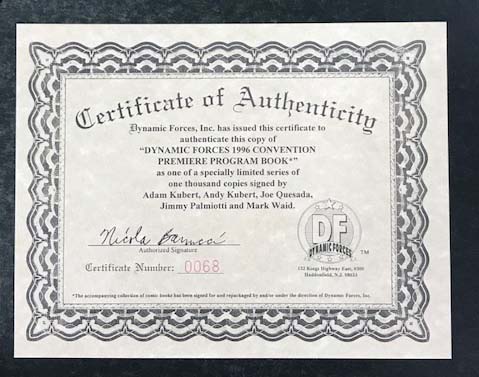 Certificate of Authenticity
Dynamic Forces, Inc. has issued this certificate to
authenticate this copy of
"DYNAMIC FORCES 1996 CONVENTION
PREMIERE PROGRAM BOOK*"
as one of a specially limited series of
one thousand copies signed by
Adam Kubert, Andy Kubert, Joe Quesada,
Jimmy Palmiotti and Mark Waid.
Authorized Signature
Certificate Number: 0068
DF
DYNAMIC FORCES
TM
Kings Highway East,
Haddonfield, N.J.
*The accompanying collection of comic books has been signed for and repackaged by and/or under the direction of Dynamic Forces, Inc.